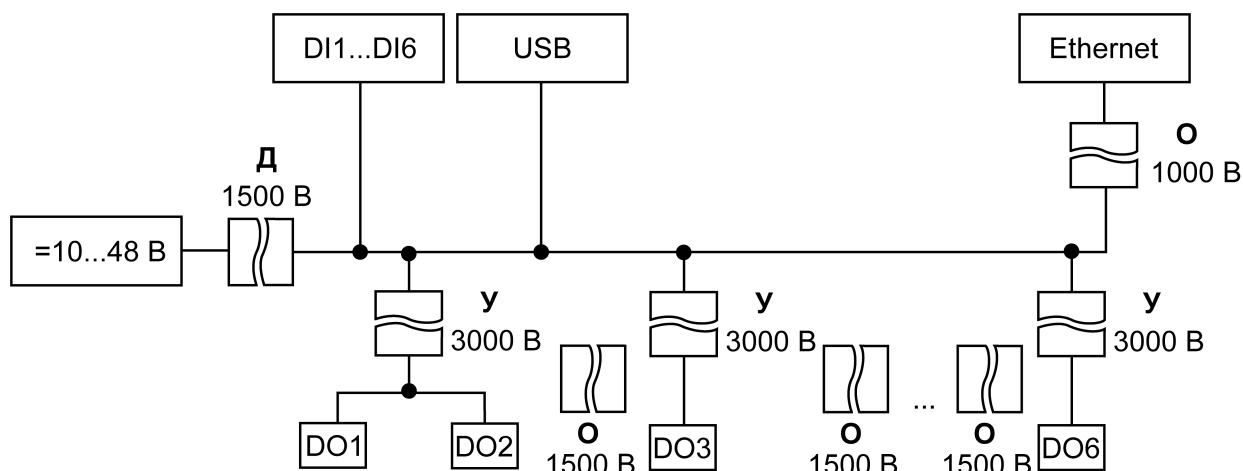 DI1...DI6
USB
Ethernet
О
1000 В
Д
1500 В
=10...48 В
У
3000 В
У
3000 В
У
3000 В
...
DO1
DO2
О
1500 В
DO3
О
1500 В
О
1500 В
DO6